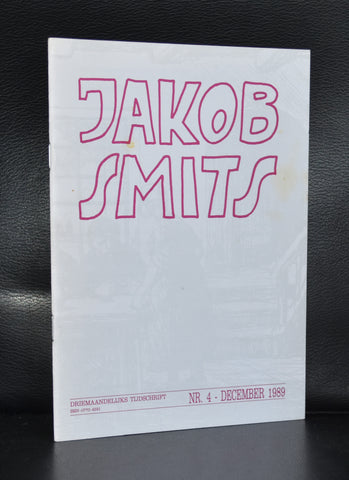 JAKOB
SMITS
DRIEMAANDELIJKS TIJDSCHRIFT
NR. 4 - DECEMBER 1989